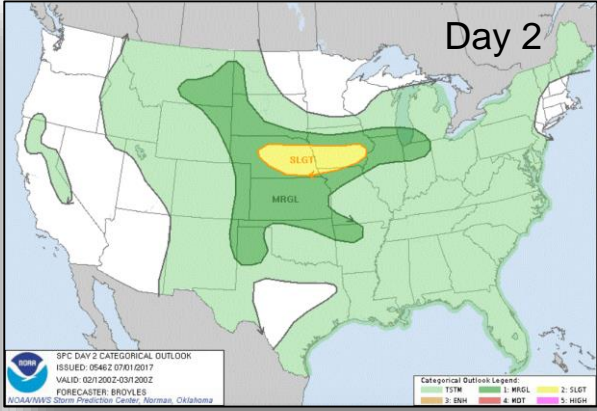 Day 2
SLGT
MRGL
NOAA
SPC DAY 2 CATEGORICAL OUTLOOK
ISSUED: 0546Z 07/01/2017
VALID: 02/1200Z-03/1200Z
FORECASTER: BROYLES
NOAA/NWS Storm Prediction Center, Norman, Oklahoma
Categorical Outlook Legend:
TSTM 1: MRGL 2: SLGT
3: ENH 4: MDT 5: HIGH